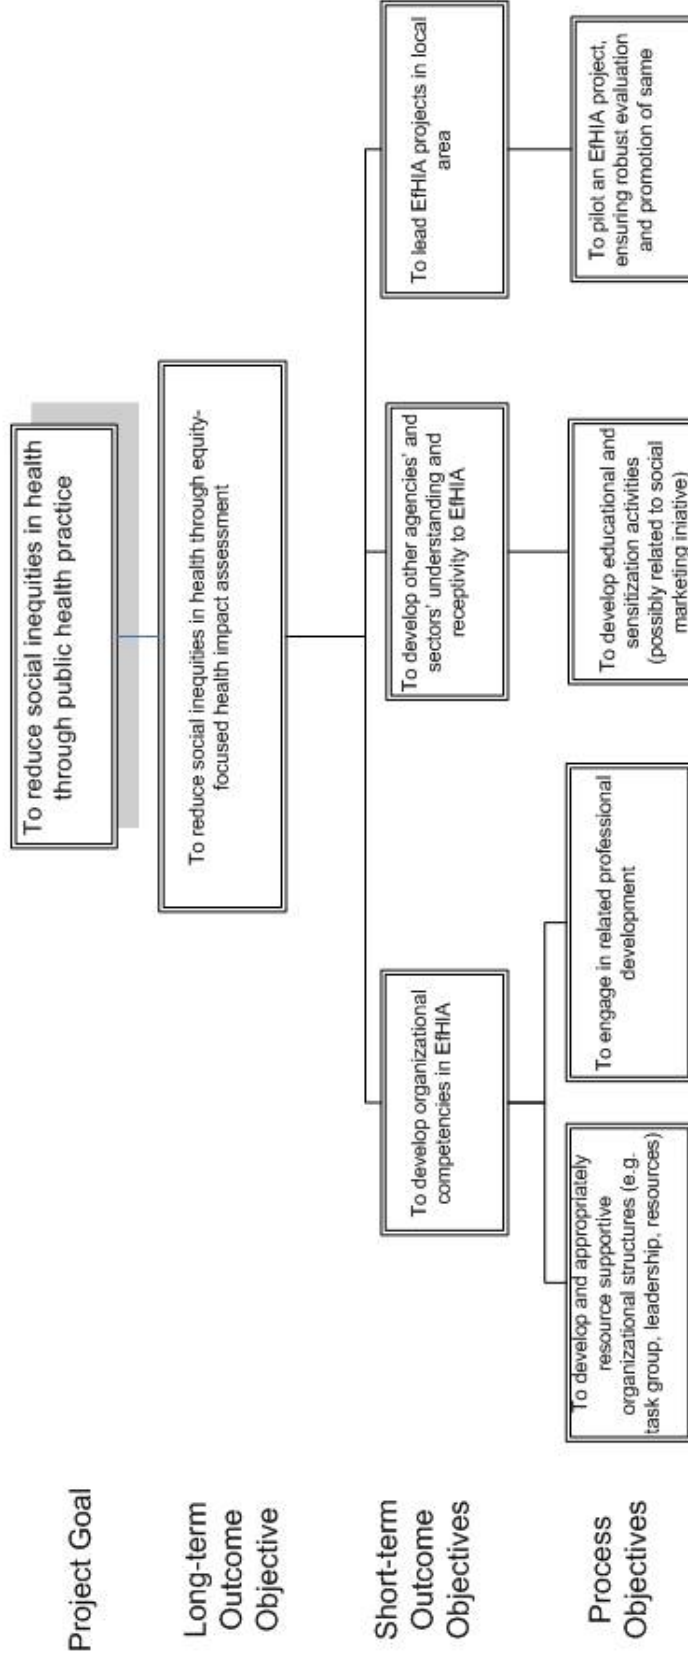 Project Goal
To reduce social inequities in health
through public health practice
Long-term
Outcome
Objective
To reduce social inequities in health through equity-
focused health impact assessment
Short-term
Outcome
Objectives
To develop organizational
competencies in EfHIA
To develop other agencies' and
sectors' understanding and
receptivity to EfHIA
To lead EfHIA projects in local
area
Process
Objectives
To develop and appropriately
resource supportive
organizational structures (e.g.
task group, leadership, resources)
To engage in related professional
development
To develop educational and
sensitization activities
(possibly related to social
marketing iniative)
To pilot an EfHIA project,
ensuring robust evaluation
and promotion of same